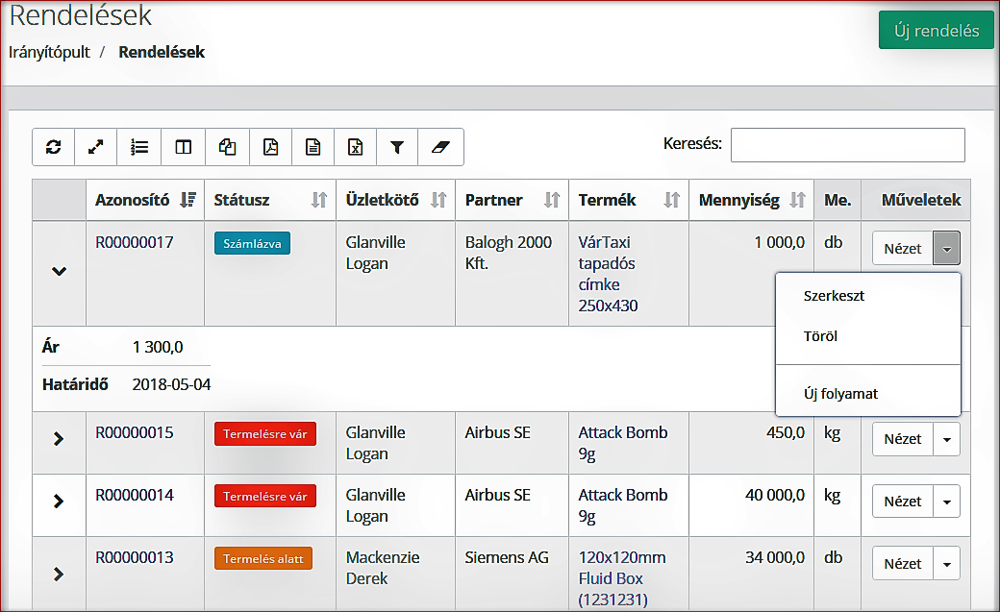 Rendelések
Új rendelés
Irányítópult / Rendelések
Keresés:
Azonosító Státusz Üzletkötő Partner Termék Mennyiség Me. Műveletek
R00000017 Számlázva Glanville Balogh 2000 VárTaxi 1 000,0 db Nézet
Logan Kft. tapadós
címke
250x430
Szerkeszt
Töröl
Új folyamat
Ár 1 300,0
Határidő 2018-05-04
R00000015 Termelésre vár Glanville Airbus SE Attack Bomb 450,0 kg Nézet
Logan 9g
R00000014 Termelésre vár Glanville Airbus SE Attack Bomb 40 000,0 kg Nézet
Logan 9g
R00000013 Termelés alatt Mackenzie Siemens AG 120x120mm 34 000,0 db Nézet
Derek Fluid Box
(1231231)